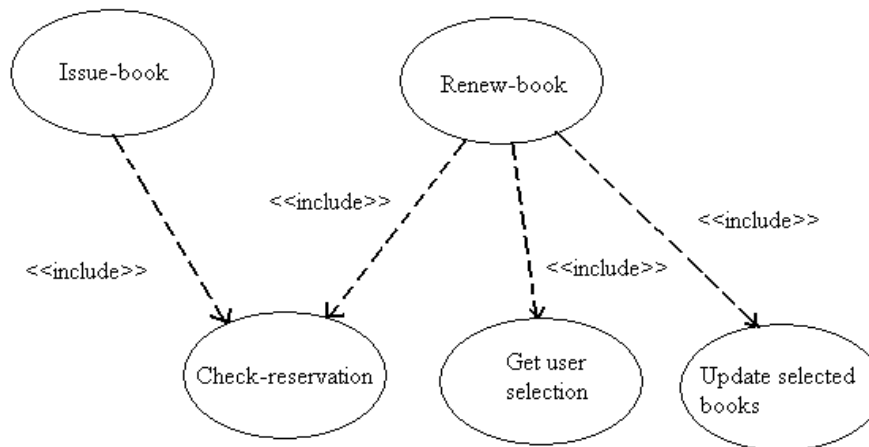 Issue-book
Renew-book
<<include>>
<<include>>
<<include>>
<<include>>
Check-reservation
Get user
selection
Update selected
books